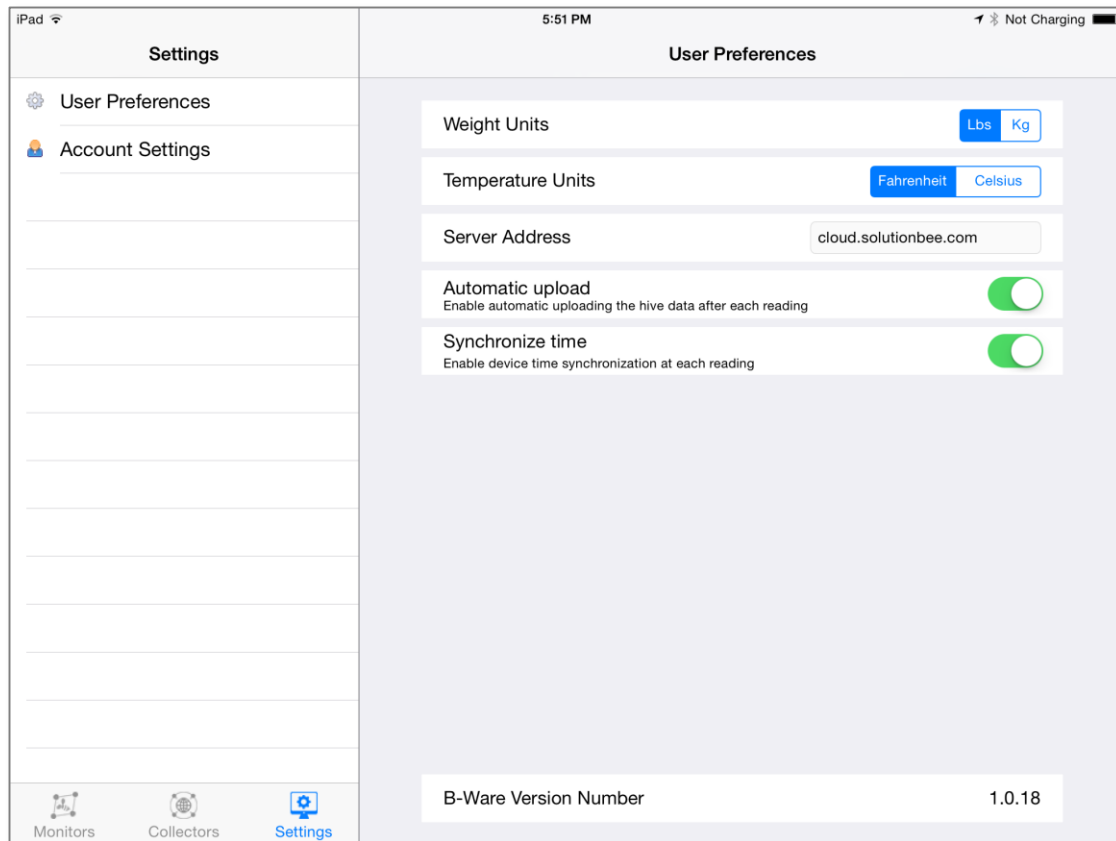 iPad 5:51 PM Not Charging
Settings
User Preferences
User Preferences
Account Settings
Weight Units Lbs Kg
Temperature Units Fahrenheit Celsius
Server Address cloud.solutionbee.com
Automatic upload
Enable automatic uploading the hive data after each reading
Synchronize time
Enable device time synchronization at each reading
B-Ware Version Number 1.0.18
Monitors Collectors Settings